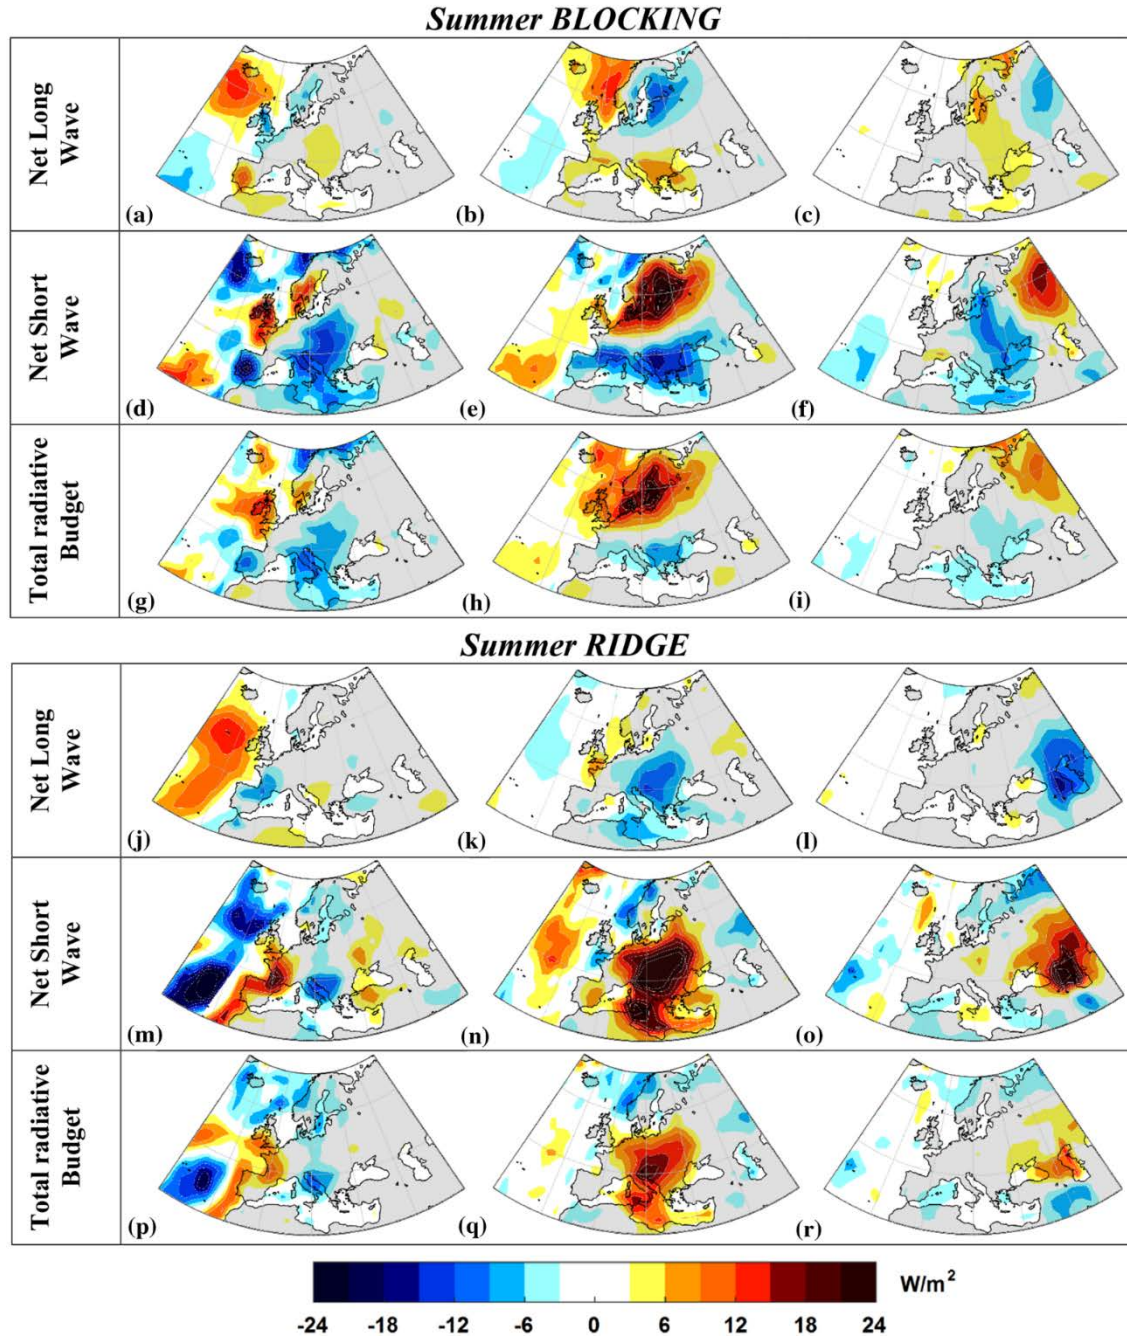 Summer BLOCKING
Net Long
Wave
(a) (b) (c)
Net Short
Wave
(d) (e) (f)
Total radiative
Budget
(g) (h) (i)
Summer RIDGE
Net Long
Wave
(j) (k) (l)
Net Short
Wave
(m) (n) (o)
Total radiative
Budget
(p) (q) (r)
W/m²
-24 -18 -12 -6 0 6 12 18 24